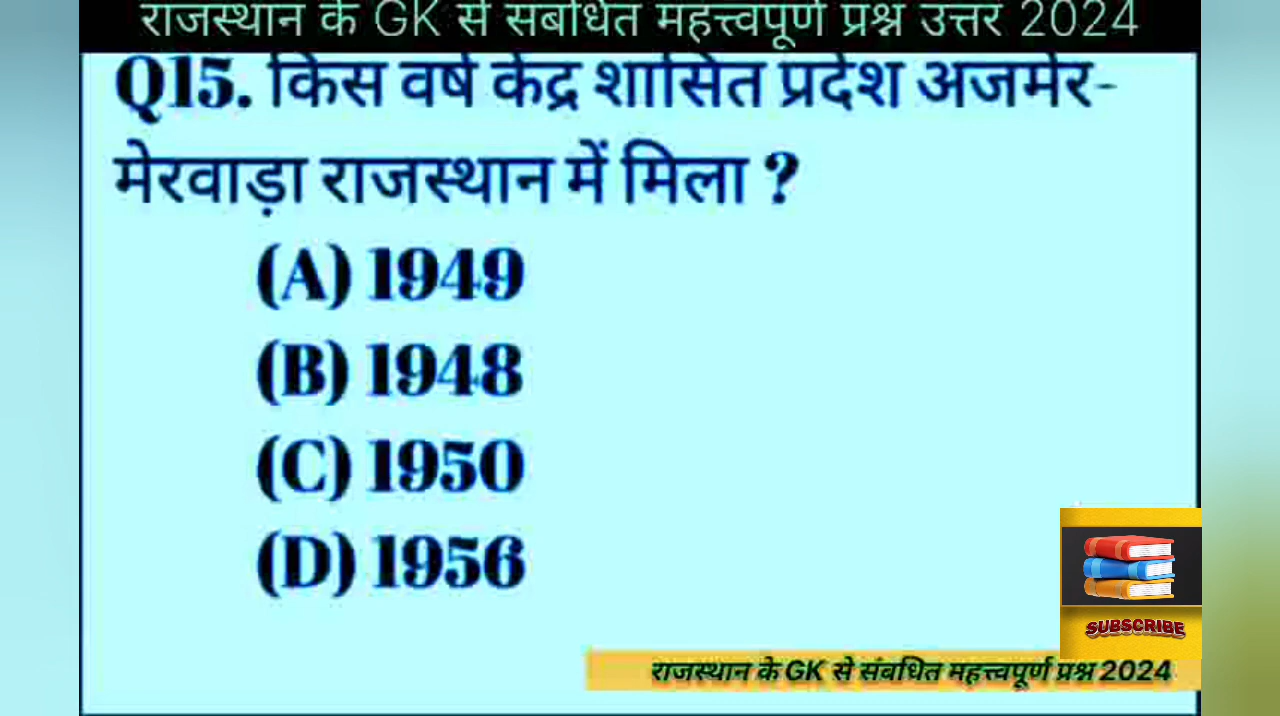 राजस्थान के GK से संबंधित महत्त्वपूर्ण प्रश्न उत्तर 2024
Q15. किस वर्ष केंद्र शासित प्रदेश अजमेर-
मेरवाड़ा राजस्थान में मिला ?
(A) 1949
(B) 1948
(C) 1950
(D) 1956
SUBSCRIBE
राजस्थान के GK से संबधित महत्त्वपूर्ण प्रश्न 2024